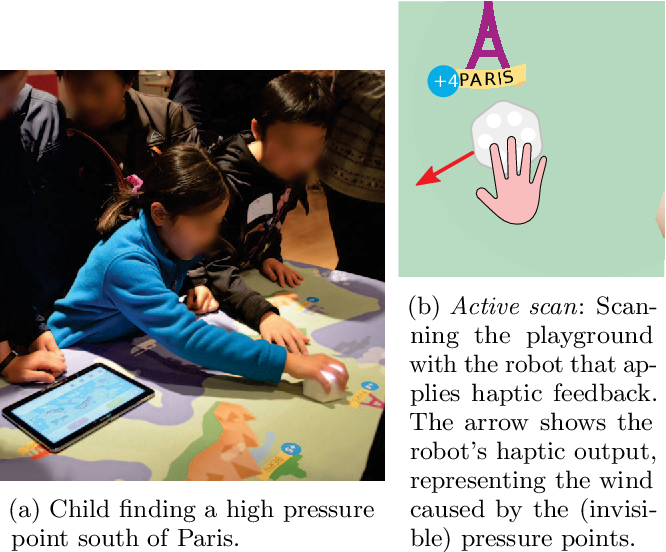 +4 PARIS
(a) Child finding a high pressure
point south of Paris.
(b) Active scan: Scan-
ning the playground
with the robot that ap-
plies haptic feedback.
The arrow shows the
robot's haptic output,
representing the wind
caused by the (invisi-
ble) pressure points.